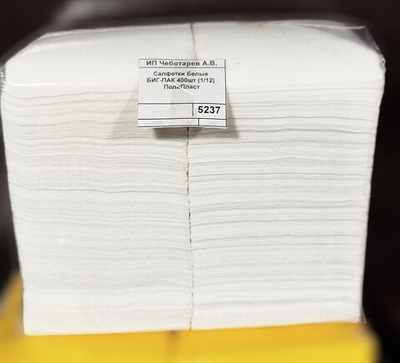 ИП Чеботарев А.В.
Салфетки Белые
БИГ-ПАК 400шт (1/12)
ПолиПласт
5237